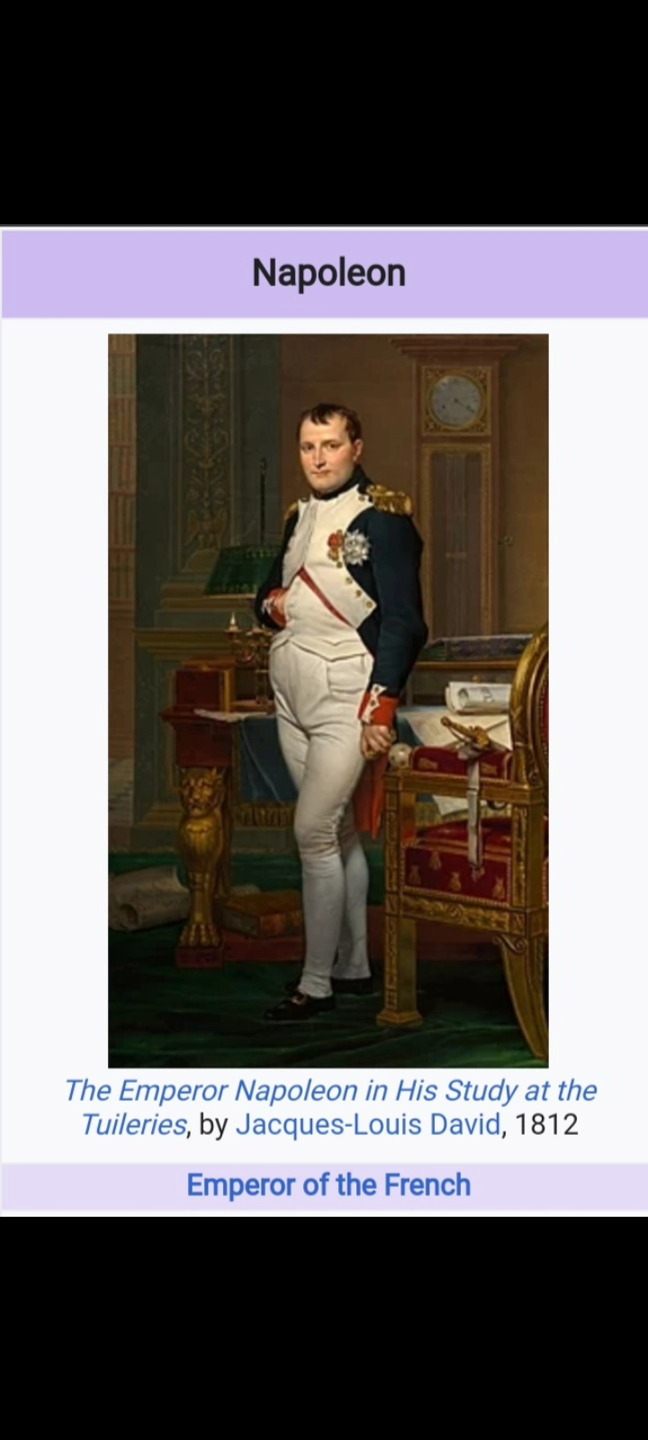 Napoleon
The Emperor Napoleon in His Study at the
Tuileries, by Jacques-Louis David, 1812
Emperor of the French